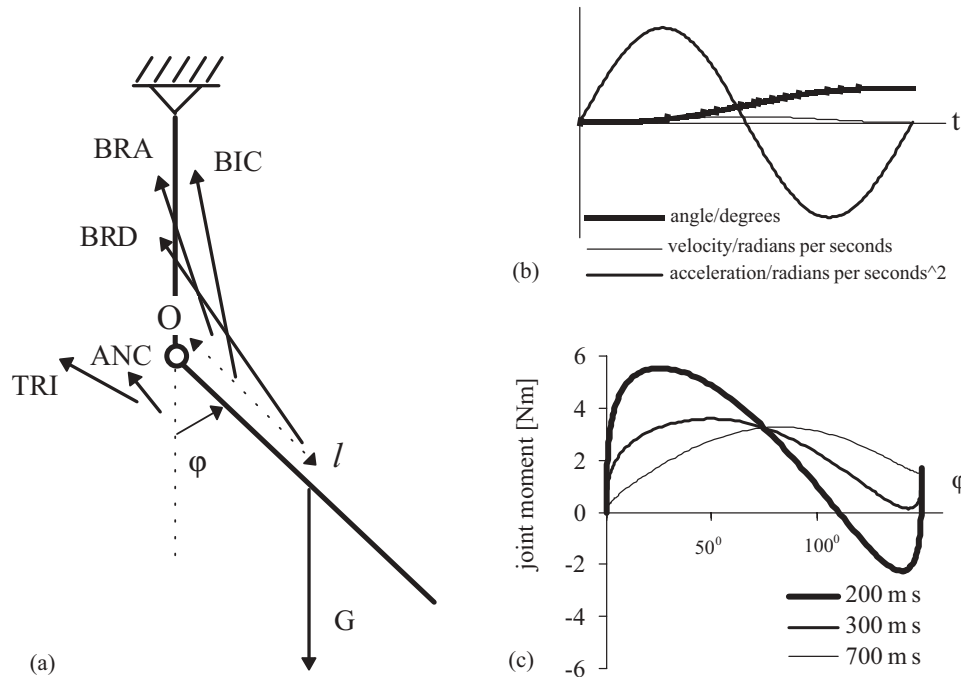 BRA
BIC
BRD
O
ANC
TRI
φ
l
G
(a)
t
angle/degrees
velocity/radians per seconds
acceleration/radians per seconds^2
(b)
joint moment [Nm]
6
4
2
0
-2
-4
-6
50⁰
100⁰
φ
200 m s
300 m s
700 m s
(c)